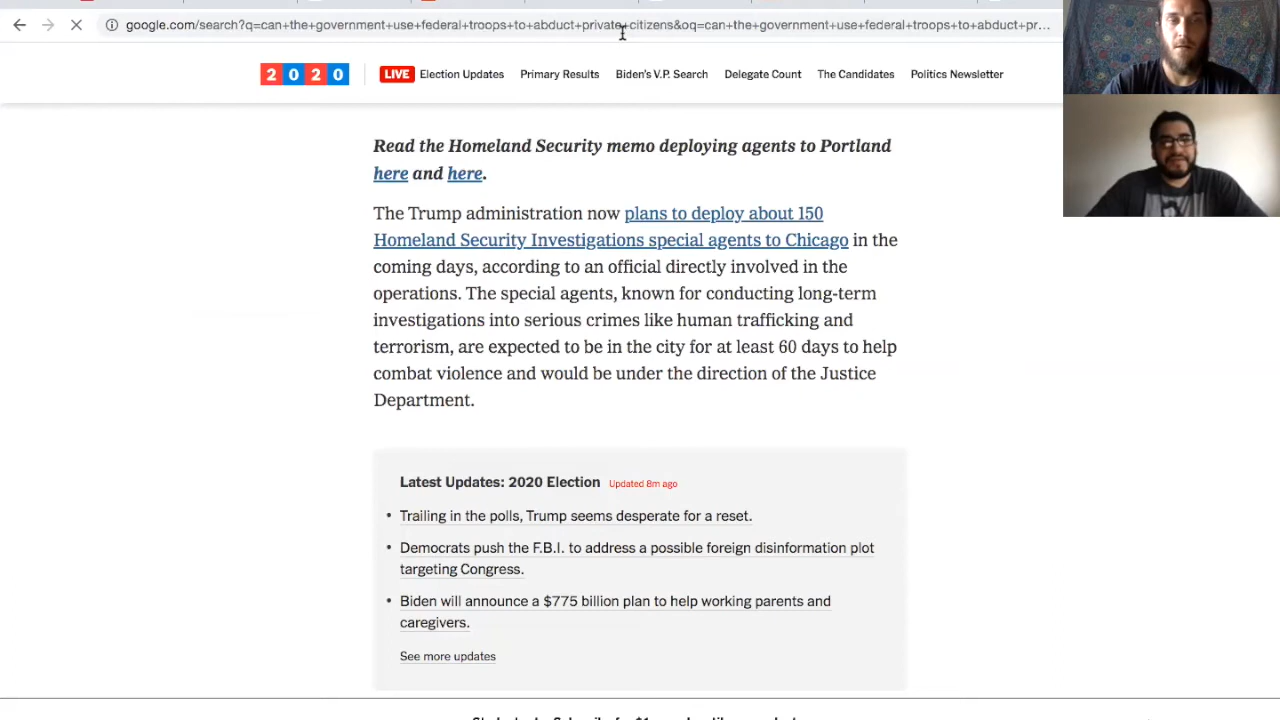 google.com/search?q=can+the+government+use+federal+troops+to+abduct+private+citizens&oq=can+the+government+use+federal+troops+to+abduct+pr...
2020 LIVE Election Updates Primary Results Biden's V.P. Search Delegate Count The Candidates Politics Newsletter
Read the Homeland Security memo deploying agents to Portland
here and here.
The Trump administration now plans to deploy about 150
Homeland Security Investigations special agents to Chicago in the
coming days, according to an official directly involved in the
operations. The special agents, known for conducting long-term
investigations into serious crimes like human trafficking and
terrorism, are expected to be in the city for at least 60 days to help
combat violence and would be under the direction of the Justice
Department.
Latest Updates: 2020 Election Updated 8m ago
• Trailing in the polls, Trump seems desperate for a reset.
• Democrats push the F.B.I. to address a possible foreign disinformation plot
targeting Congress.
• Biden will announce a $775 billion plan to help working parents and
caregivers.
See more updates